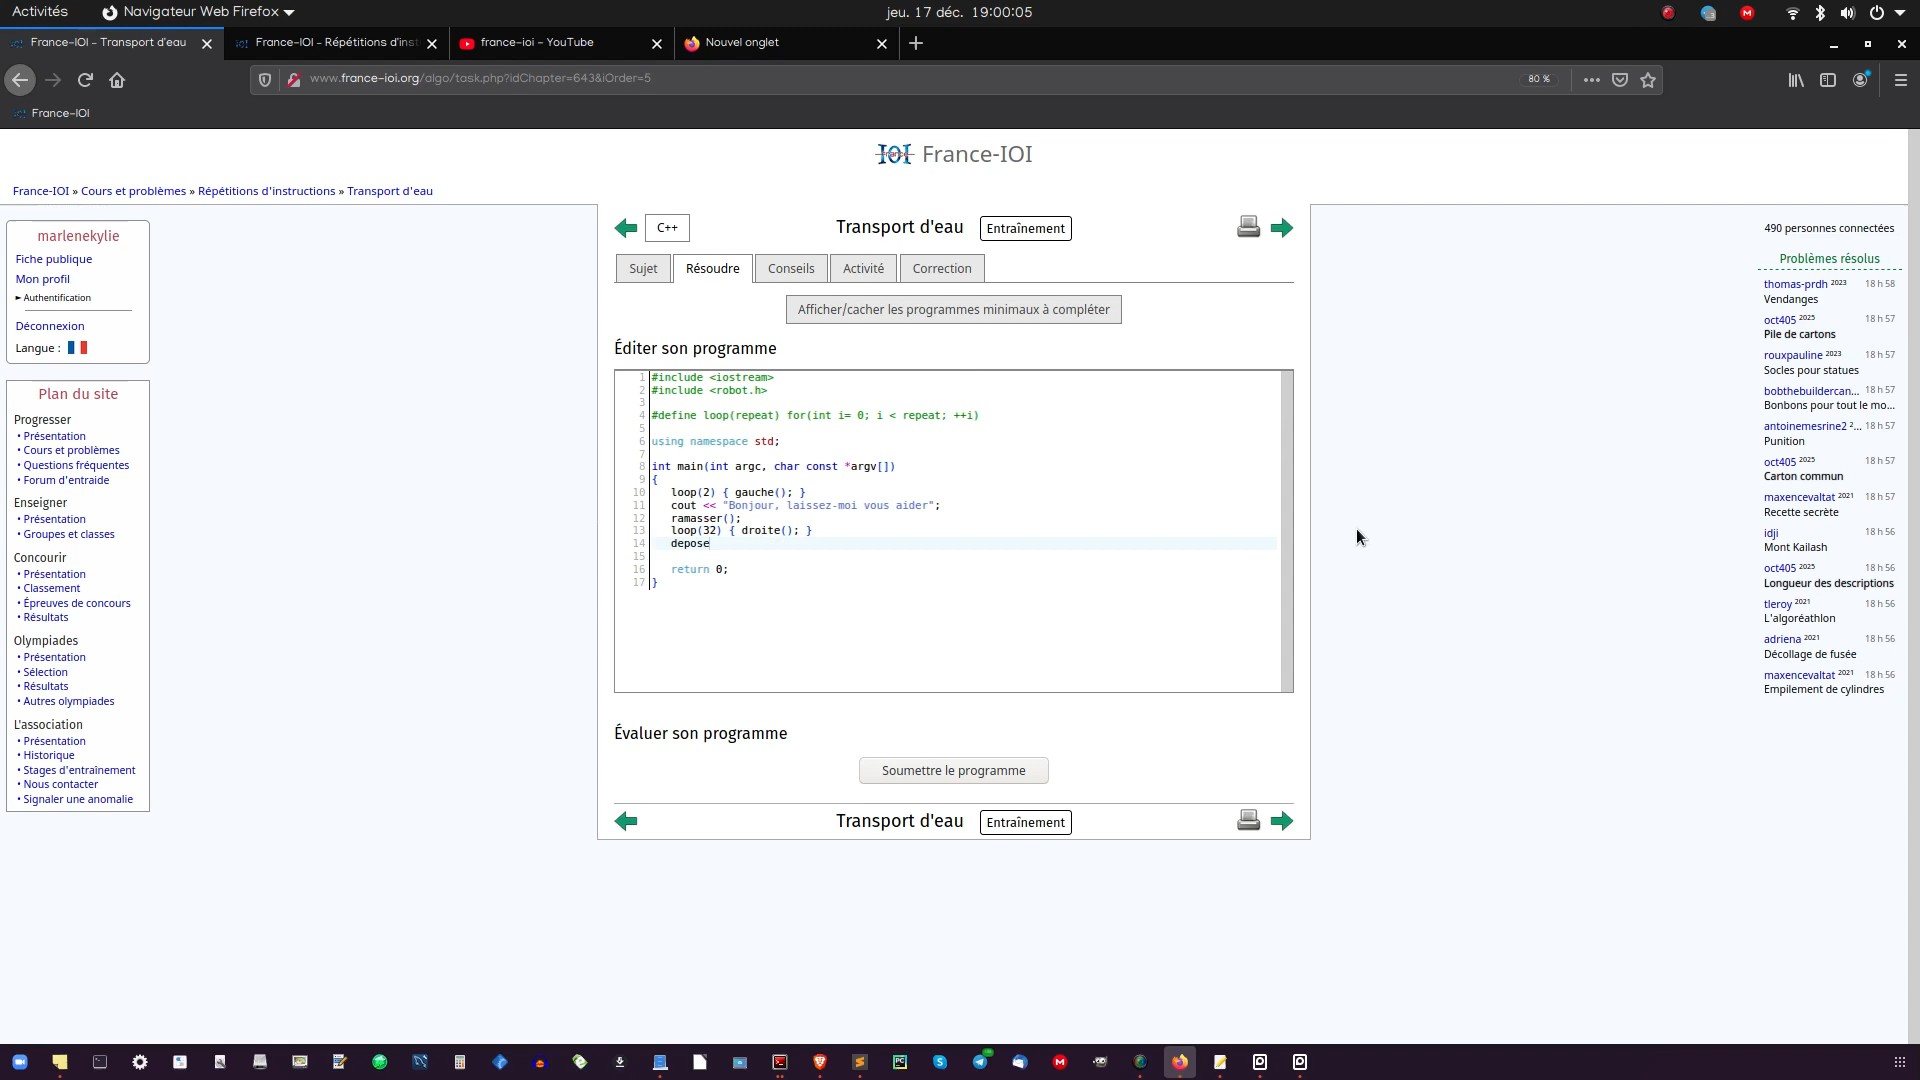 Activités
Navigateur Web Firefox
jeu. 17 déc. 19:00:05
France-IOI – Transport d'eau
France-IOI – Répétitions d'inst
france-ioi – YouTube
Nouvel onglet
www.france-ioi.org/algo/task.php?idChapter=643&iOrder=5
80 %
France-IOI
France-IOI
France-IOI » Cours et problèmes » Répétitions d'instructions » Transport d'eau
marlenekylie
Fiche publique
Mon profil
► Authentification
Déconnexion
Langue :
Plan du site
Progresser
• Présentation
• Cours et problèmes
• Questions fréquentes
• Forum d'entraide
Enseigner
• Présentation
• Groupes et classes
Concourir
• Présentation
• Classement
• Épreuves de concours
• Résultats
Olympiades
• Présentation
• Sélection
• Résultats
• Autres olympiades
L'association
• Présentation
• Historique
• Stages d'entraînement
• Nous contacter
• Signaler une anomalie
C++
Transport d'eau
Entraînement
Sujet
Résoudre
Conseils
Activité
Correction
Afficher/cacher les programmes minimaux à compléter
Éditer son programme
1 #include <iostream>
2 #include <robot.h>
3
4 #define loop(repeat) for(int i= 0; i < repeat; ++i)
5
6 using namespace std;
7
8 int main(int argc, char const *argv[])
9 {
10 loop(2) { gauche(); }
11 cout << "Bonjour, laissez-moi vous aider";
12 ramasser();
13 loop(32) { droite(); }
14 depose
15
16 return 0;
17 }
Évaluer son programme
Soumettre le programme
Transport d'eau
Entraînement
490 personnes connectées
Problèmes résolus
thomas-prdh 2023 18 h 58
Vendanges
oct405 2025 18 h 57
Pile de cartons
rouxpauline 2023 18 h 57
Socles pour statues
bobthebuildercan... 18 h 57
Bonbons pour tout le mo...
antoinemesrine2 2... 18 h 57
Punition
oct405 2025 18 h 57
Carton commun
maxencevaltat 2021 18 h 57
Recette secrète
idji 18 h 56
Mont Kailash
oct405 2025 18 h 56
Longueur des descriptions
tleroy 2021 18 h 56
L'algoréathlon
adriena 2021 18 h 56
Décollage de fusée
maxencevaltat 2021 18 h 56
Empilement de cylindres